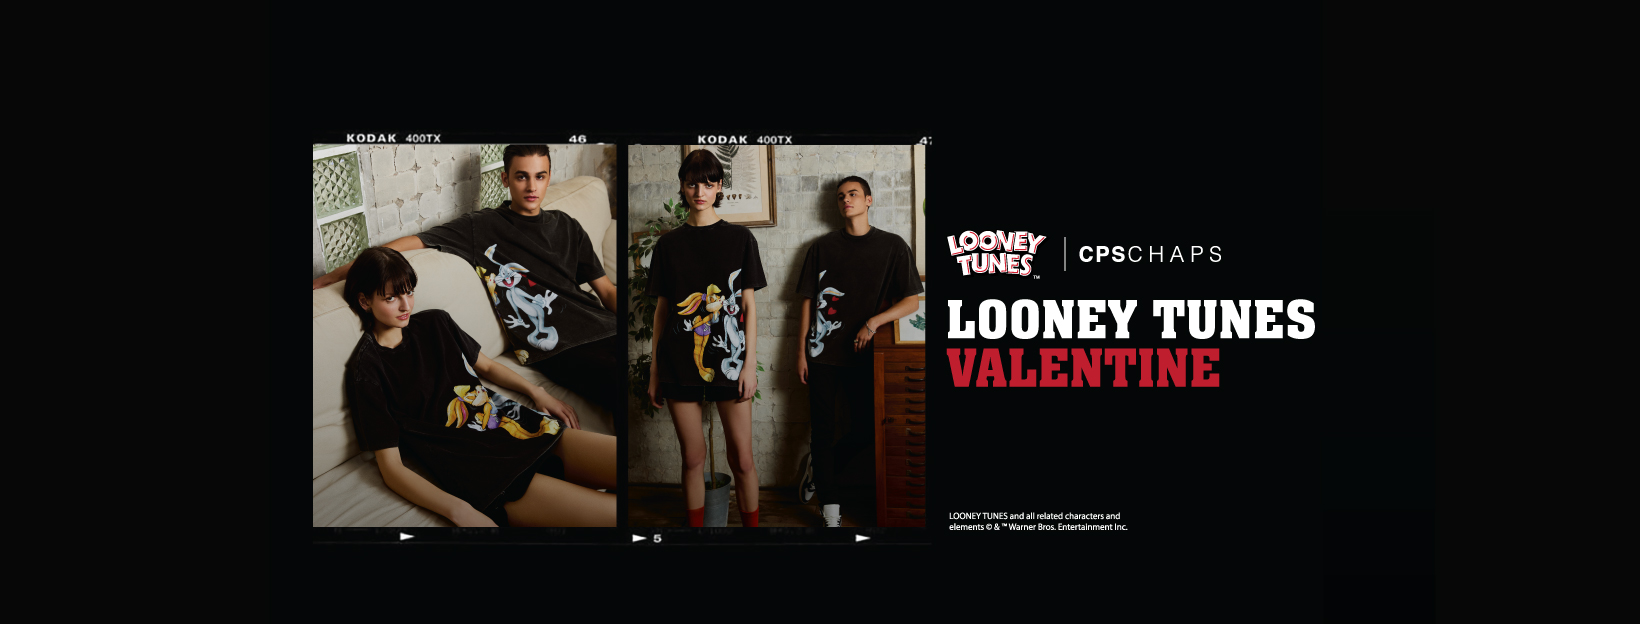 KODAK 400TX 46
KODAK 400TX 47
LOONEY TUNES ™ | CPSCHAPS
LOONEY TUNES
VALENTINE
LOONEY TUNES and all related characters and
elements © & ™ Warner Bros. Entertainment Inc.
5